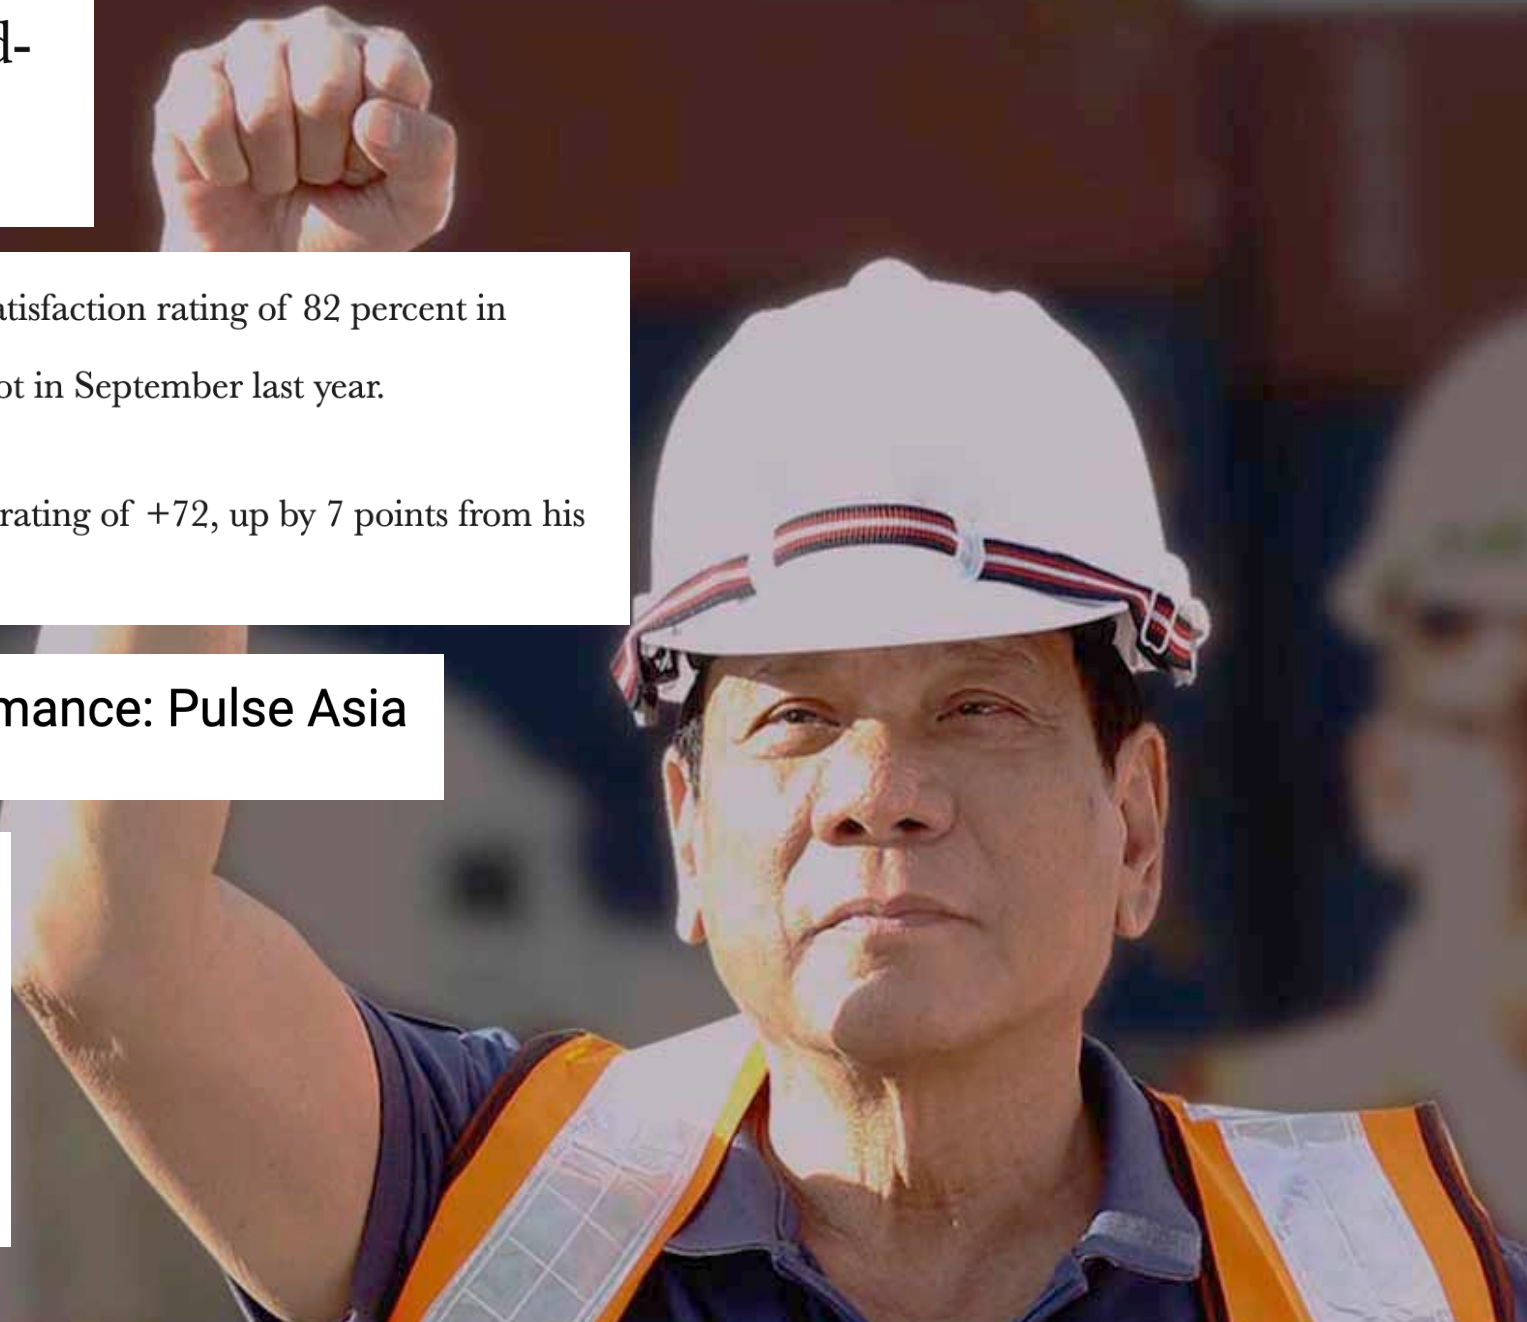 d-
atisfaction rating of 82 percent in
ot in September last year.
rating of +72, up by 7 points from his
mance: Pulse Asia